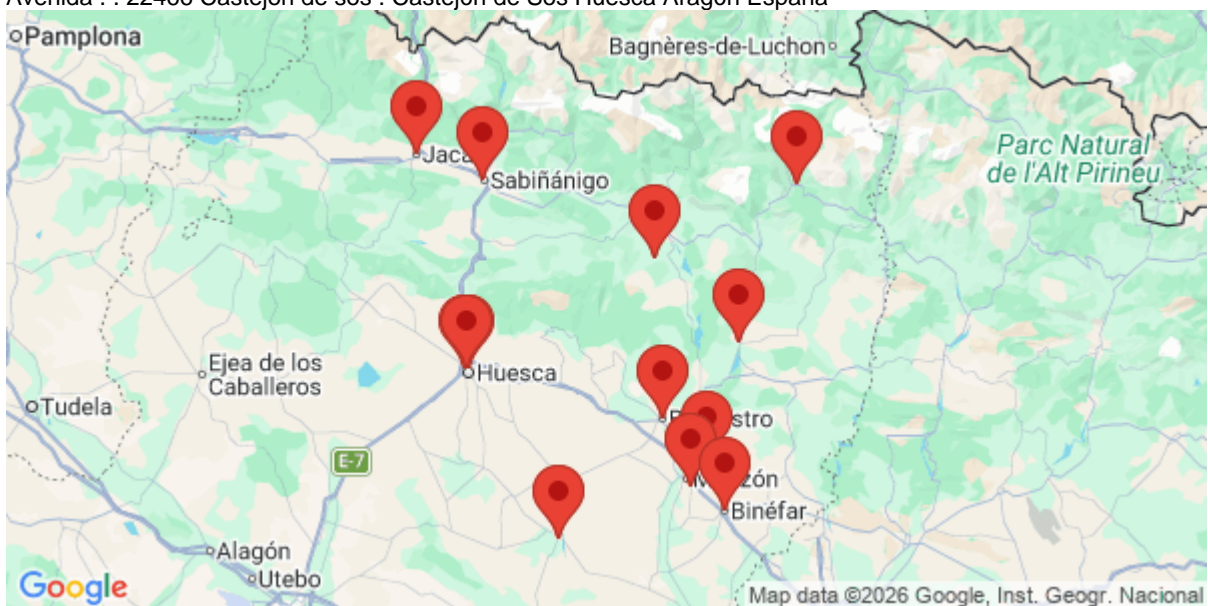 Avenida : . 22466 Castejón de sos . Castejón de Sos Huesca Aragón España
Pamplona
Bagnères-de-Luchon
Parc Natural
de l'Alt Pirineu
Jaca
Sabiñánigo
Ejea de los
Caballeros
Huesca
Tudela
stro
E-7
zón
Binéfar
Alagón
Utebo
Google
Map data ©2026 Google, Inst. Geogr. Nacional